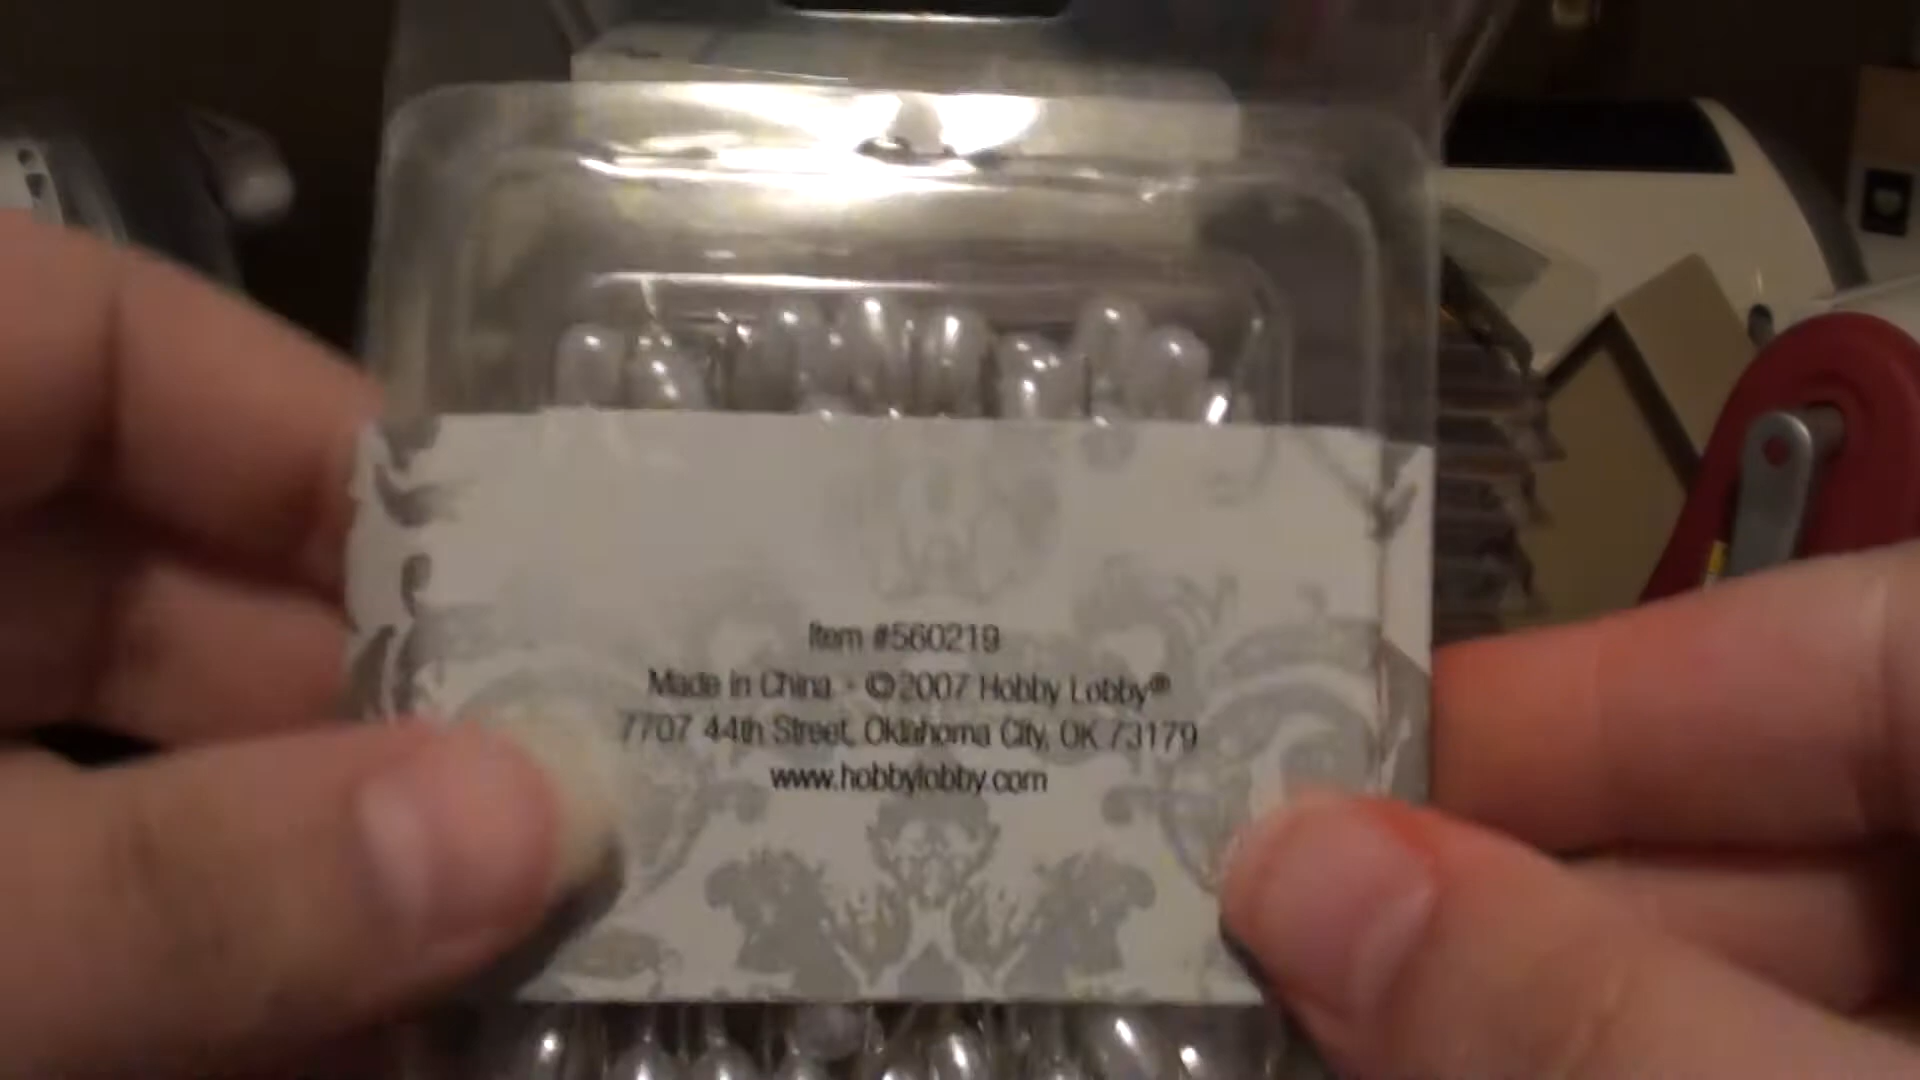 Item #560219
Made in China - ©2007 Hobby Lobby®
7707 44th Street, Oklahoma City, OK 73179
www.hobbylobby.com